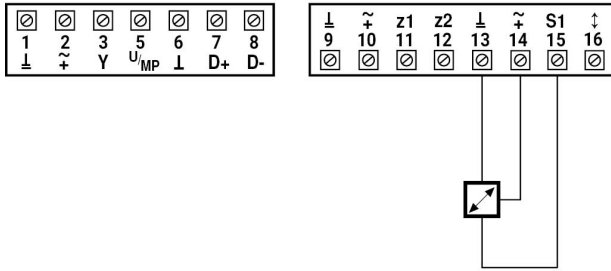 1 2 3 5 6 7 8
⏚ ~+ Y U/MP ⊥ D+ D-
⏚ ~+ z1 z2 ⏚ ~+ S1 ↕
9 10 11 12 13 14 15 16